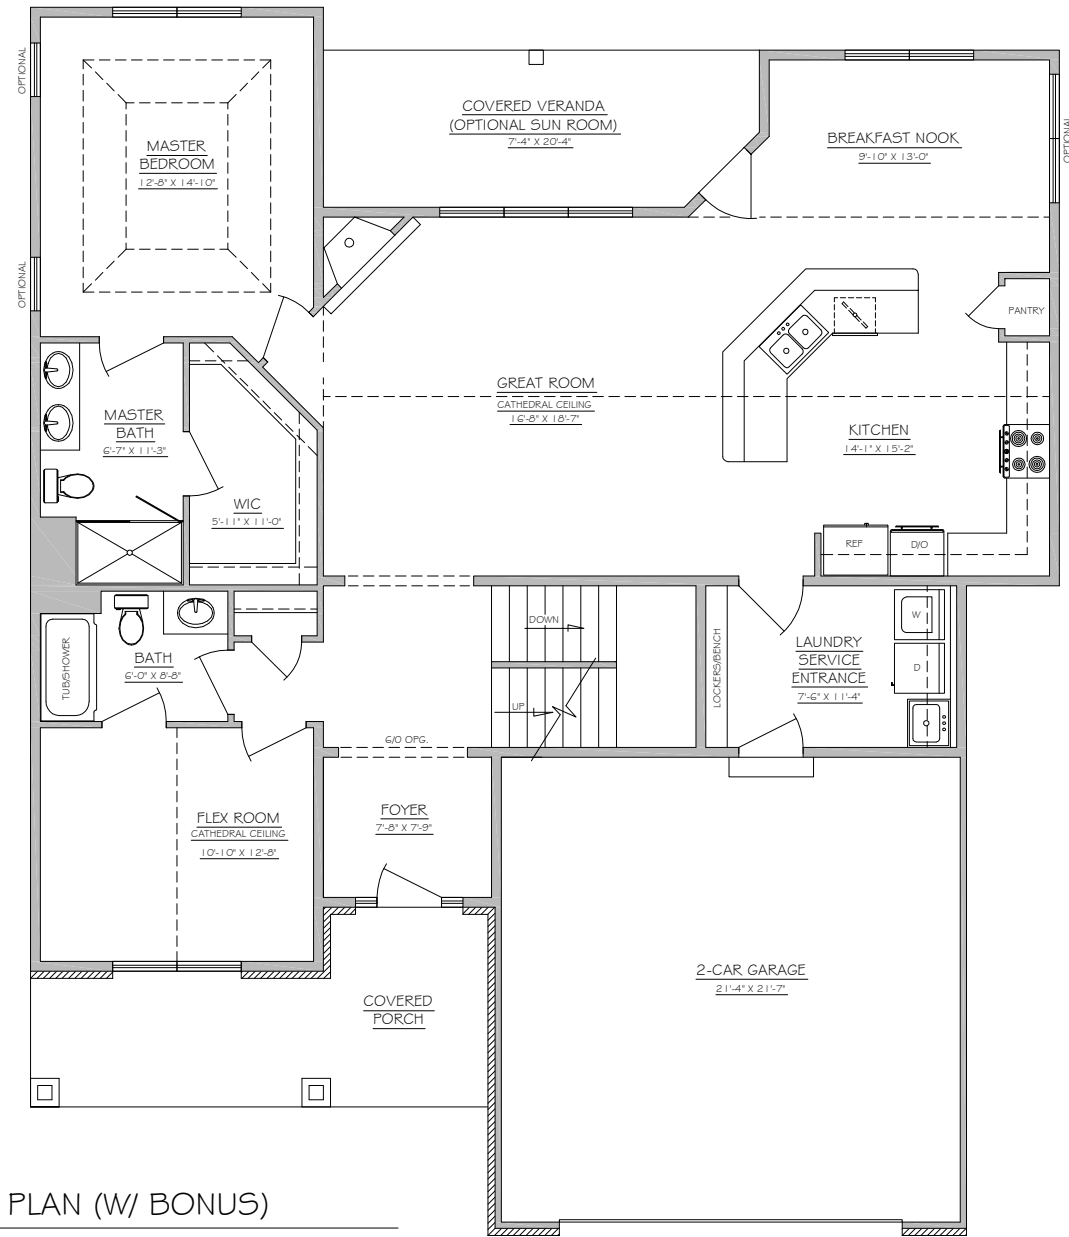 OPTIONAL
OPTIONAL
MASTER
BEDROOM
12'-8" X 14'-10"
COVERED VERANDA
(OPTIONAL SUN ROOM)
7'-4" X 20'-4"
BREAKFAST NOOK
9'-10" X 13'-0"
OPTIONAL
PANTRY
GREAT ROOM
CATHEDRAL CEILING
16'-8" X 18'-7"
KITCHEN
14'-1" X 15'-2"
MASTER
BATH
6'-7" X 11'-3"
WIC
5'-11" X 11'-0"
REF
D/O
TUB/SHOWER
BATH
6'-0" X 8'-8"
DOWN
UP
LOCKERS/BENCH
LAUNDRY
SERVICE
ENTRANCE
7'-6" X 11'-4"
W
D
6/0 OPG.
FLEX ROOM
CATHEDRAL CEILING
10'-10" X 12'-8"
FOYER
7'-8" X 7'-9"
2-CAR GARAGE
21'-4" X 21'-7"
COVERED
PORCH
PLAN (W/ BONUS)